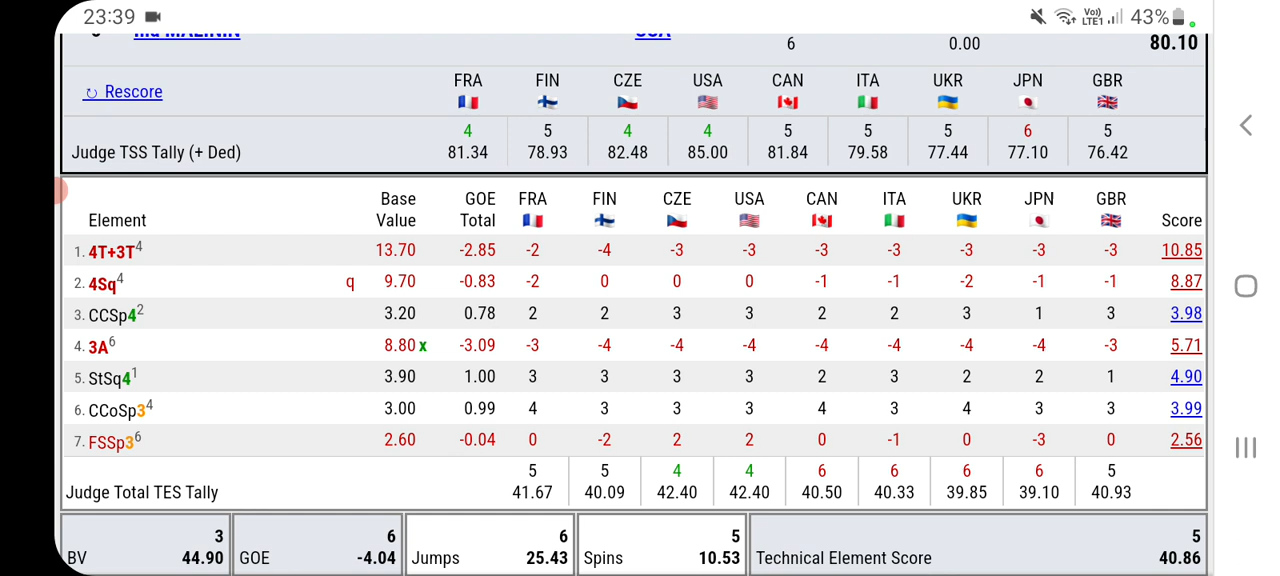 23:39 Vo)) LTE1 43%
USA
6 0.00 80.10
Rescore FRA FIN CZE USA CAN ITA UKR JPN GBR
4 5 4 4 5 5 5 6 5
Judge TSS Tally (+ Ded) 81.34 78.93 82.48 85.00 81.84 79.58 77.44 77.10 76.42
Base GOE FRA FIN CZE USA CAN ITA UKR JPN GBR
Element Value Total Score
1. 4T+3T4 13.70 -2.85 -2 -4 -3 -3 -3 -3 -3 -3 -3 10.85
2. 4Sq4 q 9.70 -0.83 -2 0 0 0 -1 -1 -2 -1 -1 8.87
3. CCSp42 3.20 0.78 2 2 3 3 2 2 3 1 3 3.98
4. 3A6 8.80 x -3.09 -3 -4 -4 -4 -4 -4 -4 -4 -3 5.71
5. StSq41 3.90 1.00 3 3 3 3 2 3 2 2 1 4.90
6. CCoSp34 3.00 0.99 4 3 3 3 4 3 4 3 3 3.99
7. FSSp36 2.60 -0.04 0 -2 2 2 0 -1 0 -3 0 2.56
5 5 4 4 6 6 6 6 5
Judge Total TES Tally 41.67 40.09 42.40 42.40 40.50 40.33 39.85 39.10 40.93
3 6 6 5 5
BV 44.90 GOE -4.04 Jumps 25.43 Spins 10.53 Technical Element Score 40.86